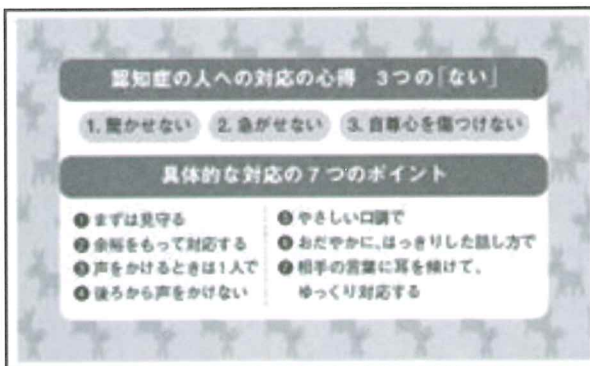 認知症の人への対応の心得　3つの「ない」
1. 驚かせない　2. 急がせない　3. 自尊心を傷つけない
具体的な対応の7つのポイント
❶ まずは見守る
❷ 余裕をもって対応する
❸ 声をかけるときは1人で
❹ 後ろから声をかけない
❺ やさしい口調で
❻ おだやかに、はっきりした話し方で
❼ 相手の言葉に耳を傾けて、
ゆっくり対応する